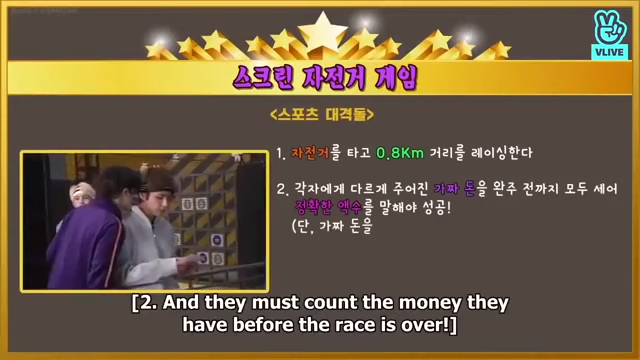 VLIVE
스크린 자전거 게임
<스포츠 대격돌>
1. 자전거를 타고 0.8Km 거리를 레이싱한다
2. 각자에게 다르게 주어진 가짜 돈을 완주 전까지 모두 세어
정확한 액수를 말해야 성공!
(단, 가짜 돈을
[2. And they must count the money they
have before the race is over!]